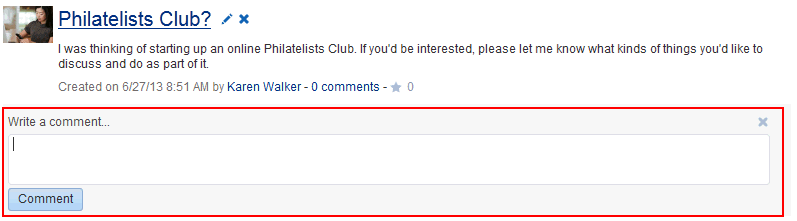 Philatelists Club?
I was thinking of starting up an online Philatelists Club. If you'd be interested, please let me know what kinds of things you'd like to
discuss and do as part of it.
Created on 6/27/13 8:51 AM by Karen Walker - 0 comments - 0
Write a comment...
Comment